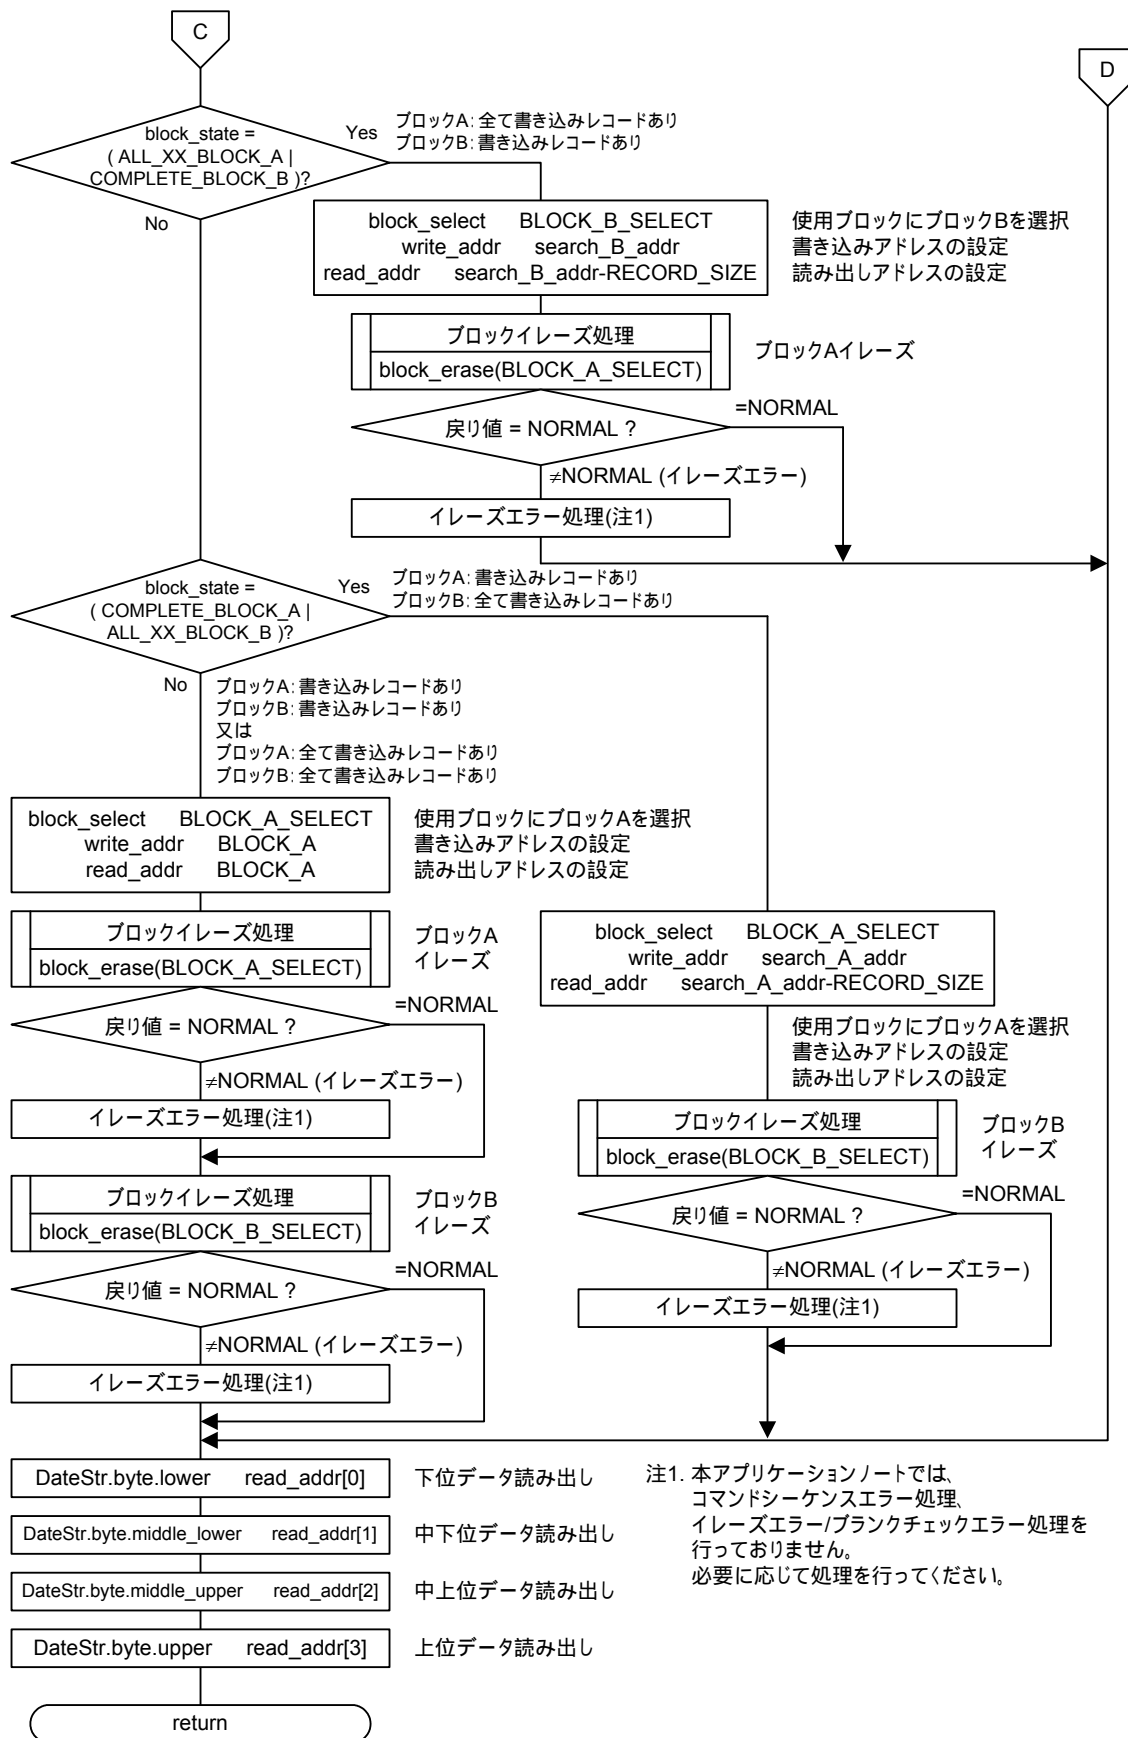 C
D
block_state =
( ALL_XX_BLOCK_A |
COMPLETE_BLOCK_B )?
Yes
ブロックA: 全て書き込みレコードあり
ブロックB: 書き込みレコードあり
No
block_select BLOCK_B_SELECT
write_addr search_B_addr
read_addr search_B_addr-RECORD_SIZE
使用ブロックにブロックBを選択
書き込みアドレスの設定
読み出しアドレスの設定
ブロックイレーズ処理
block_erase(BLOCK_A_SELECT)
ブロックAイレーズ
戻り値 = NORMAL ?
=NORMAL
≠NORMAL (イレーズエラー)
イレーズエラー処理(注1)
block_state =
( COMPLETE_BLOCK_A |
ALL_XX_BLOCK_B )?
Yes
ブロックA: 書き込みレコードあり
ブロックB: 全て書き込みレコードあり
No
ブロックA: 書き込みレコードあり
ブロックB: 書き込みレコードあり
又は
ブロックA: 全て書き込みレコードあり
ブロックB: 全て書き込みレコードあり
block_select BLOCK_A_SELECT
write_addr BLOCK_A
read_addr BLOCK_A
使用ブロックにブロックAを選択
書き込みアドレスの設定
読み出しアドレスの設定
ブロックイレーズ処理
block_erase(BLOCK_A_SELECT)
ブロックA
イレーズ
戻り値 = NORMAL ?
=NORMAL
≠NORMAL (イレーズエラー)
イレーズエラー処理(注1)
ブロックイレーズ処理
block_erase(BLOCK_B_SELECT)
ブロックB
イレーズ
戻り値 = NORMAL ?
=NORMAL
≠NORMAL (イレーズエラー)
イレーズエラー処理(注1)
block_select BLOCK_A_SELECT
write_addr search_A_addr
read_addr search_A_addr-RECORD_SIZE
使用ブロックにブロックAを選択
書き込みアドレスの設定
読み出しアドレスの設定
ブロックイレーズ処理
block_erase(BLOCK_B_SELECT)
ブロックB
イレーズ
戻り値 = NORMAL ?
=NORMAL
≠NORMAL (イレーズエラー)
イレーズエラー処理(注1)
DateStr.byte.lower read_addr[0]
下位データ読み出し
DateStr.byte.middle_lower read_addr[1]
中下位データ読み出し
DateStr.byte.middle_upper read_addr[2]
中上位データ読み出し
DateStr.byte.upper read_addr[3]
上位データ読み出し
return
注1. 本アプリケーションノートでは、
コマンドシーケンスエラー処理、
イレーズエラー/ブランクチェックエラー処理を
行っておりません。
必要に応じて処理を行ってください。